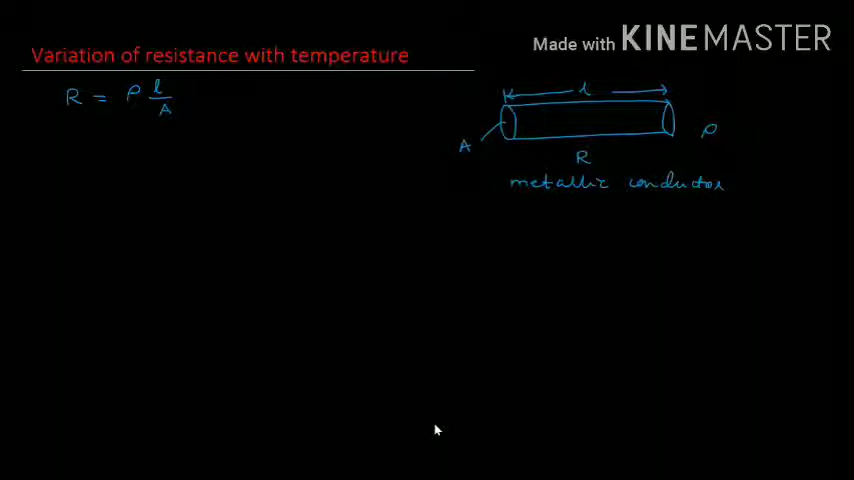 Made with KINEMASTER
Variation of resistance with temperature
R = ρ l/A
l
A
ρ
R
metallic conductor